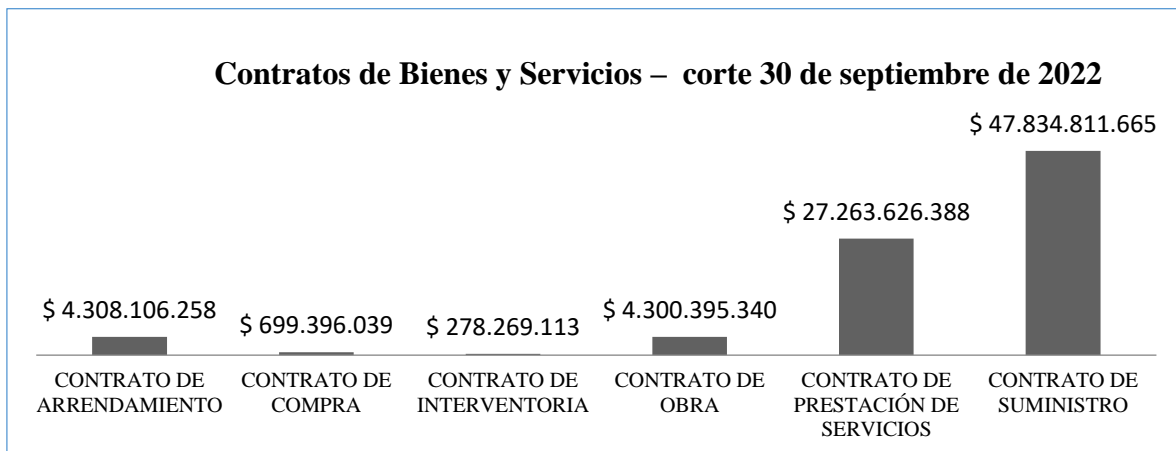 Contratos de Bienes y Servicios – corte 30 de septiembre de 2022
$ 4.308.106.258
$ 699.396.039
$ 278.269.113
$ 4.300.395.340
$ 27.263.626.388
$ 47.834.811.665
CONTRATO DE
ARRENDAMIENTO
CONTRATO DE
COMPRA
CONTRATO DE
INTERVENTORIA
CONTRATO DE
OBRA
CONTRATO DE
PRESTACIÓN DE
SERVICIOS
CONTRATO DE
SUMINISTRO